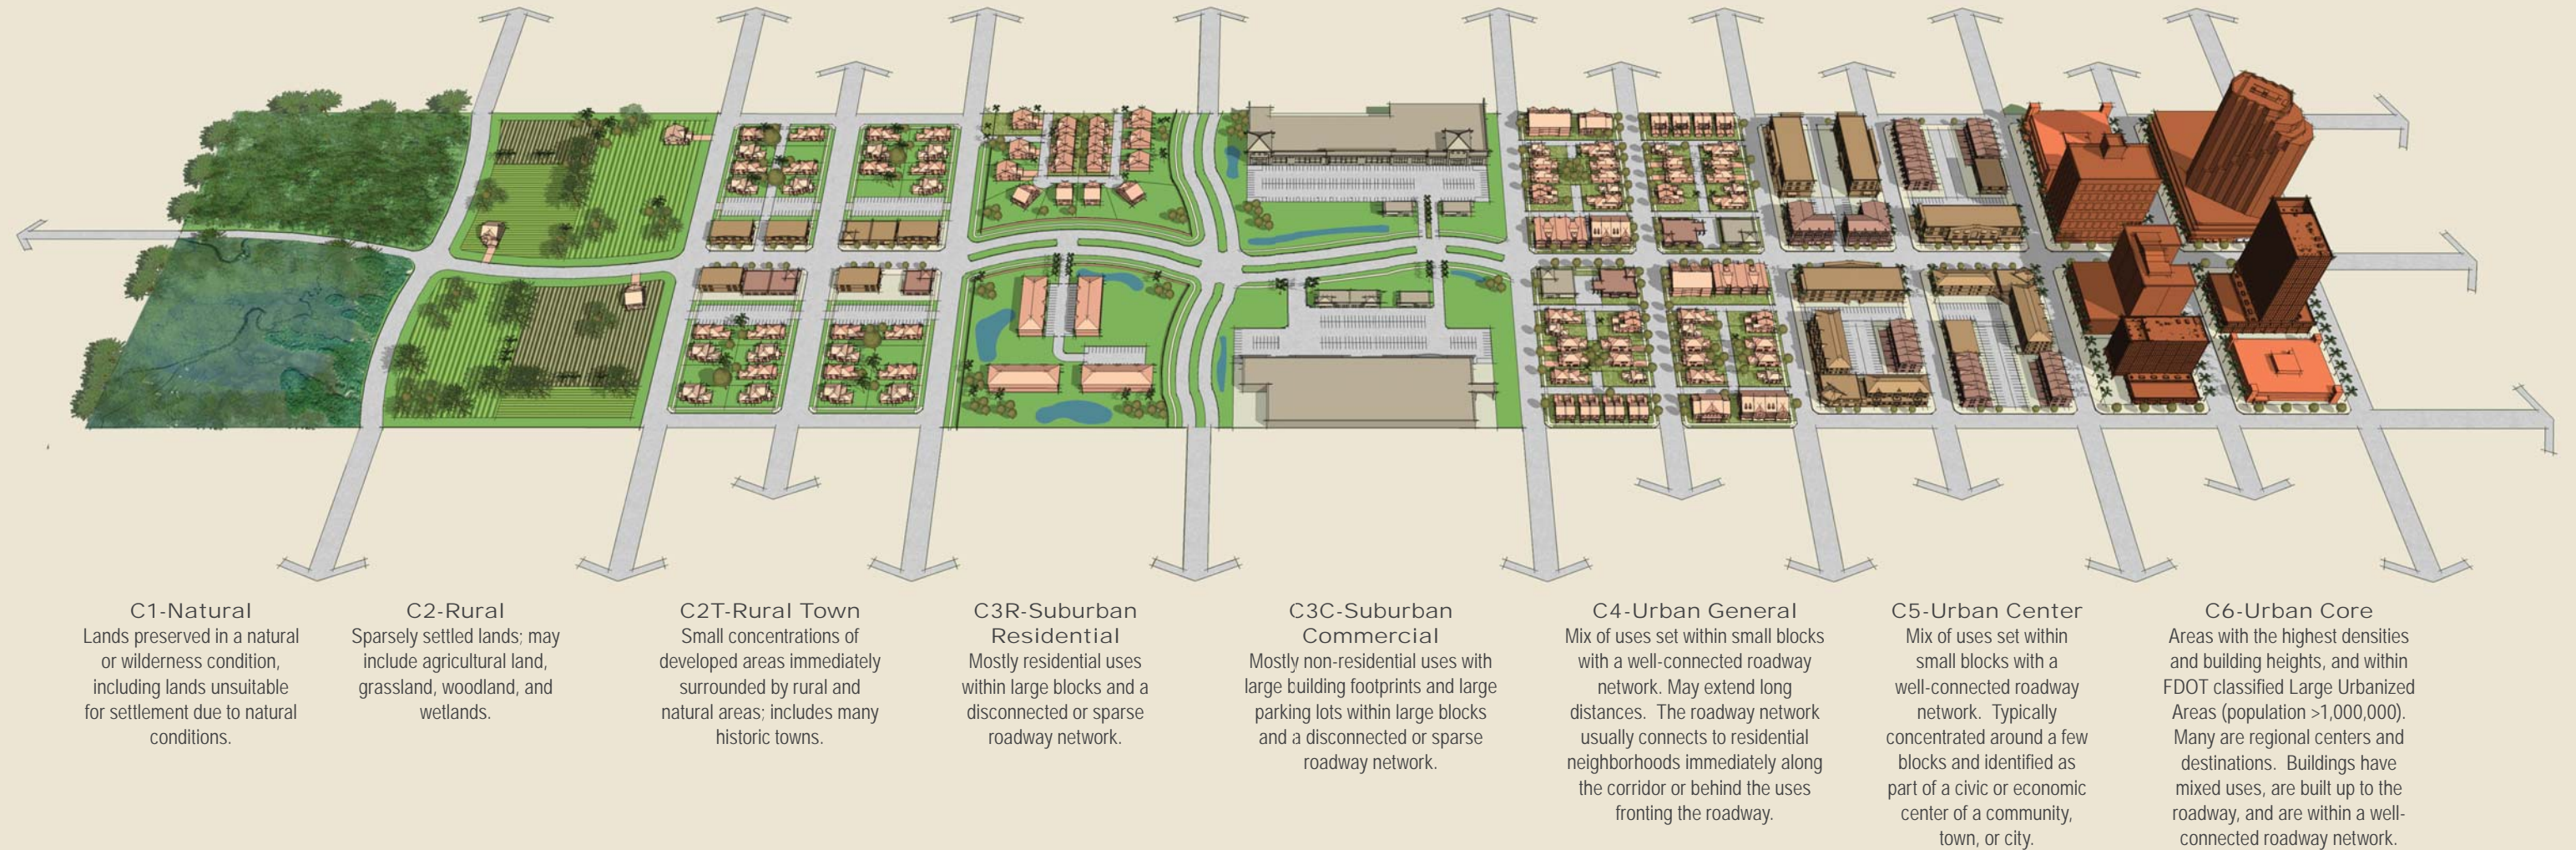 C1-Natural
Lands preserved in a natural
or wilderness condition,
including lands unsuitable
for settlement due to natural
conditions.
C2-Rural
Sparsely settled lands; may
include agricultural land,
grassland, woodland, and
wetlands.
C2T-Rural Town
Small concentrations of
developed areas immediately
surrounded by rural and
natural areas; includes many
historic towns.
C3R-Suburban
Residential
Mostly residential uses
within large blocks and a
disconnected or sparse
roadway network.
C3C-Suburban
Commercial
Mostly non-residential uses with
large building footprints and large
parking lots within large blocks
and a disconnected or sparse
roadway network.
C4-Urban General
Mix of uses set within small blocks
with a well-connected roadway
network. May extend long
distances. The roadway network
usually connects to residential
neighborhoods immediately along
the corridor or behind the uses
fronting the roadway.
C5-Urban Center
Mix of uses set within
small blocks with a
well-connected roadway
network. Typically
concentrated around a few
blocks and identified as
part of a civic or economic
center of a community,
town, or city.
C6-Urban Core
Areas with the highest densities
and building heights, and within
FDOT classified Large Urbanized
Areas (population >1,000,000).
Many are regional centers and
destinations. Buildings have
mixed uses, are built up to the
roadway, and are within a well-
connected roadway network.